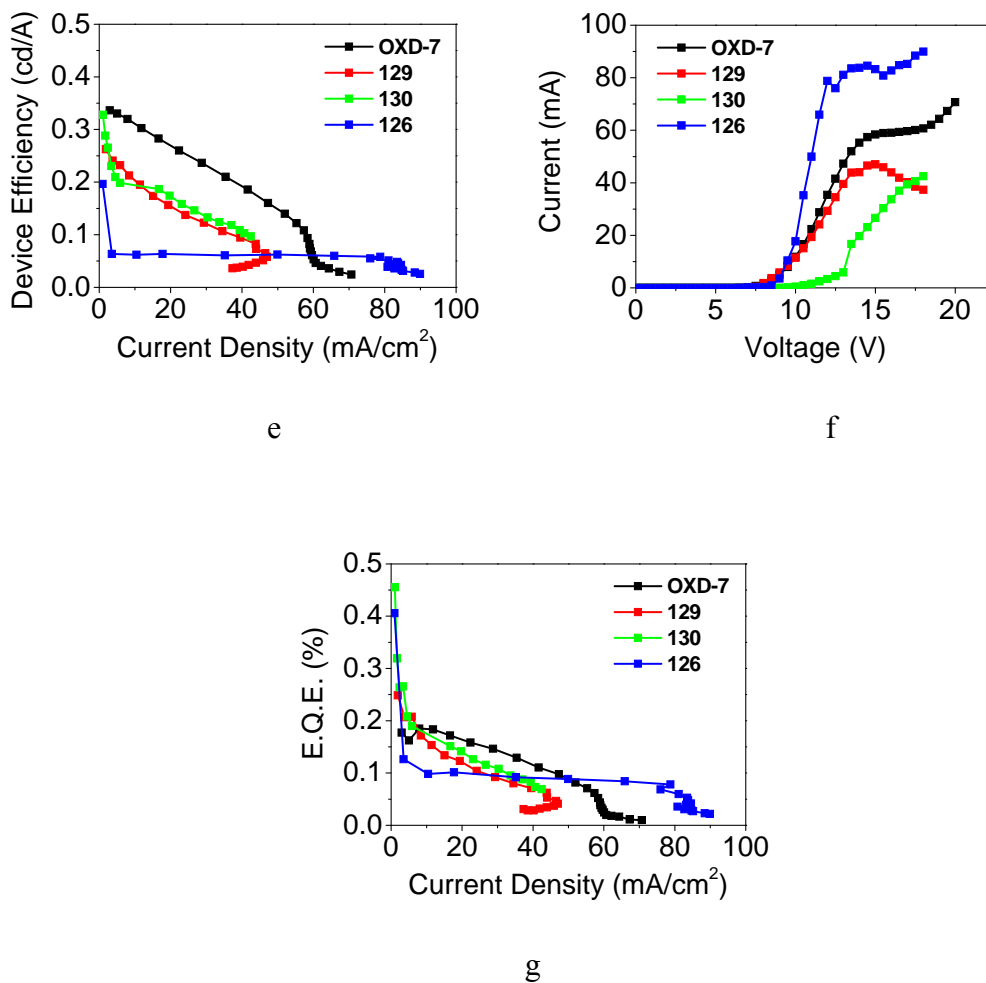 0.5
0.4
0.3
0.2
0.1
0.0
Device Efficiency (cd/A)
OXD-7
129
130
126
0 20 40 60 80 100
Current Density (mA/cm²)
e
100
80
60
40
20
0
Current (mA)
OXD-7
129
130
126
0 5 10 15 20
Voltage (V)
f
0.5
0.4
0.3
0.2
0.1
0.0
E.Q.E. (%)
OXD-7
129
130
126
0 20 40 60 80 100
Current Density (mA/cm²)
g